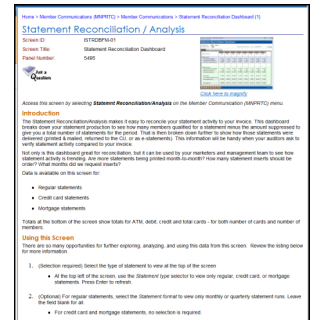 Home > Member Communications (MNPRTC) > Member Communications > Statement Reconciliation Dashboard (1)
Statement Reconciliation / Analysis
Screen ID: ISTRDBFM-01
Screen Title: Statement Reconciliation Dashboard
Panel Number: 5495
Ask a Question
Click here to magnify
Access this screen by selecting Statement Reconciliation/Analysis on the Member Communication (MNPRTC) menu.
Introduction
The Statement Reconciliation/Analysis makes it easy to reconcile your statement activity to your invoice. This dashboard
breaks down your statement production to see how many members qualified for a statement minus the amount suppressed to
give you a total number of statements for the period. That is then broken down further to show how those statements were
delivered (printed & mailed, returned to the CU, or as e-statements). This information will be handy when your auditors ask to
verify statement activity compared to your invoice.
Not only is this dashboard great for reconciliation, but it can be used by your marketers and management team to see how
statement activity is trending. Are more statements being printed month-to-month? How many statement inserts should be
order? What months did we request inserts?
Data is available on this screen for:
• Regular statements
• Credit card statements
• Mortgage statements
Totals at the bottom of the screen show totals for ATM, debit, credit and total cards - for both number of cards and number of
members.
Using this Screen
There are so many opportunities for further exploring, analyzing, and using this data from this screen. Review the listing below
for more information.
1. (Selection required) Select the type of statement to view at the top of the screen
• At the top left of the screen, use the Statement type selector to view only regular, credit card, or mortgage
statements. Press Enter to refresh.
2. (Optional) For regular statements, select the Statement format to view only monthly or quarterly statement runs. Leave
the field blank for all.
• For credit card and mortgage statements, no selection is required.